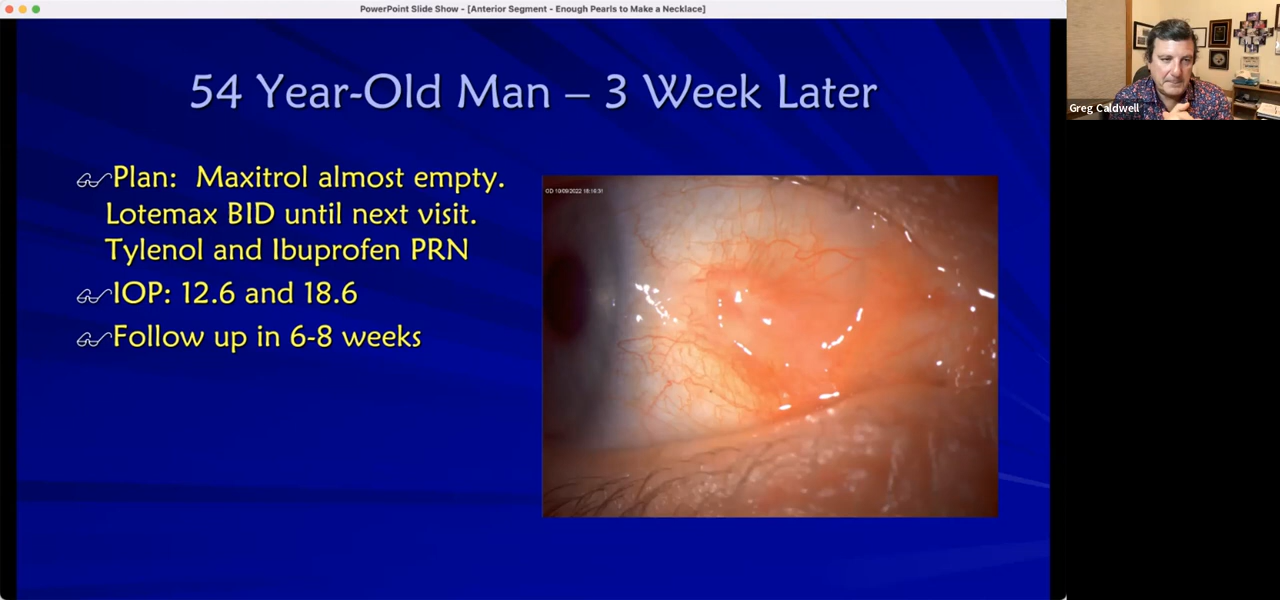 PowerPoint Slide Show - [Anterior Segment - Enough Pearls to Make a Necklace]
54 Year-Old Man – 3 Week Later
Plan: Maxitrol almost empty.
Lotemax BID until next visit.
Tylenol and Ibuprofen PRN
IOP: 12.6 and 18.6
Follow up in 6-8 weeks
Greg Caldwell